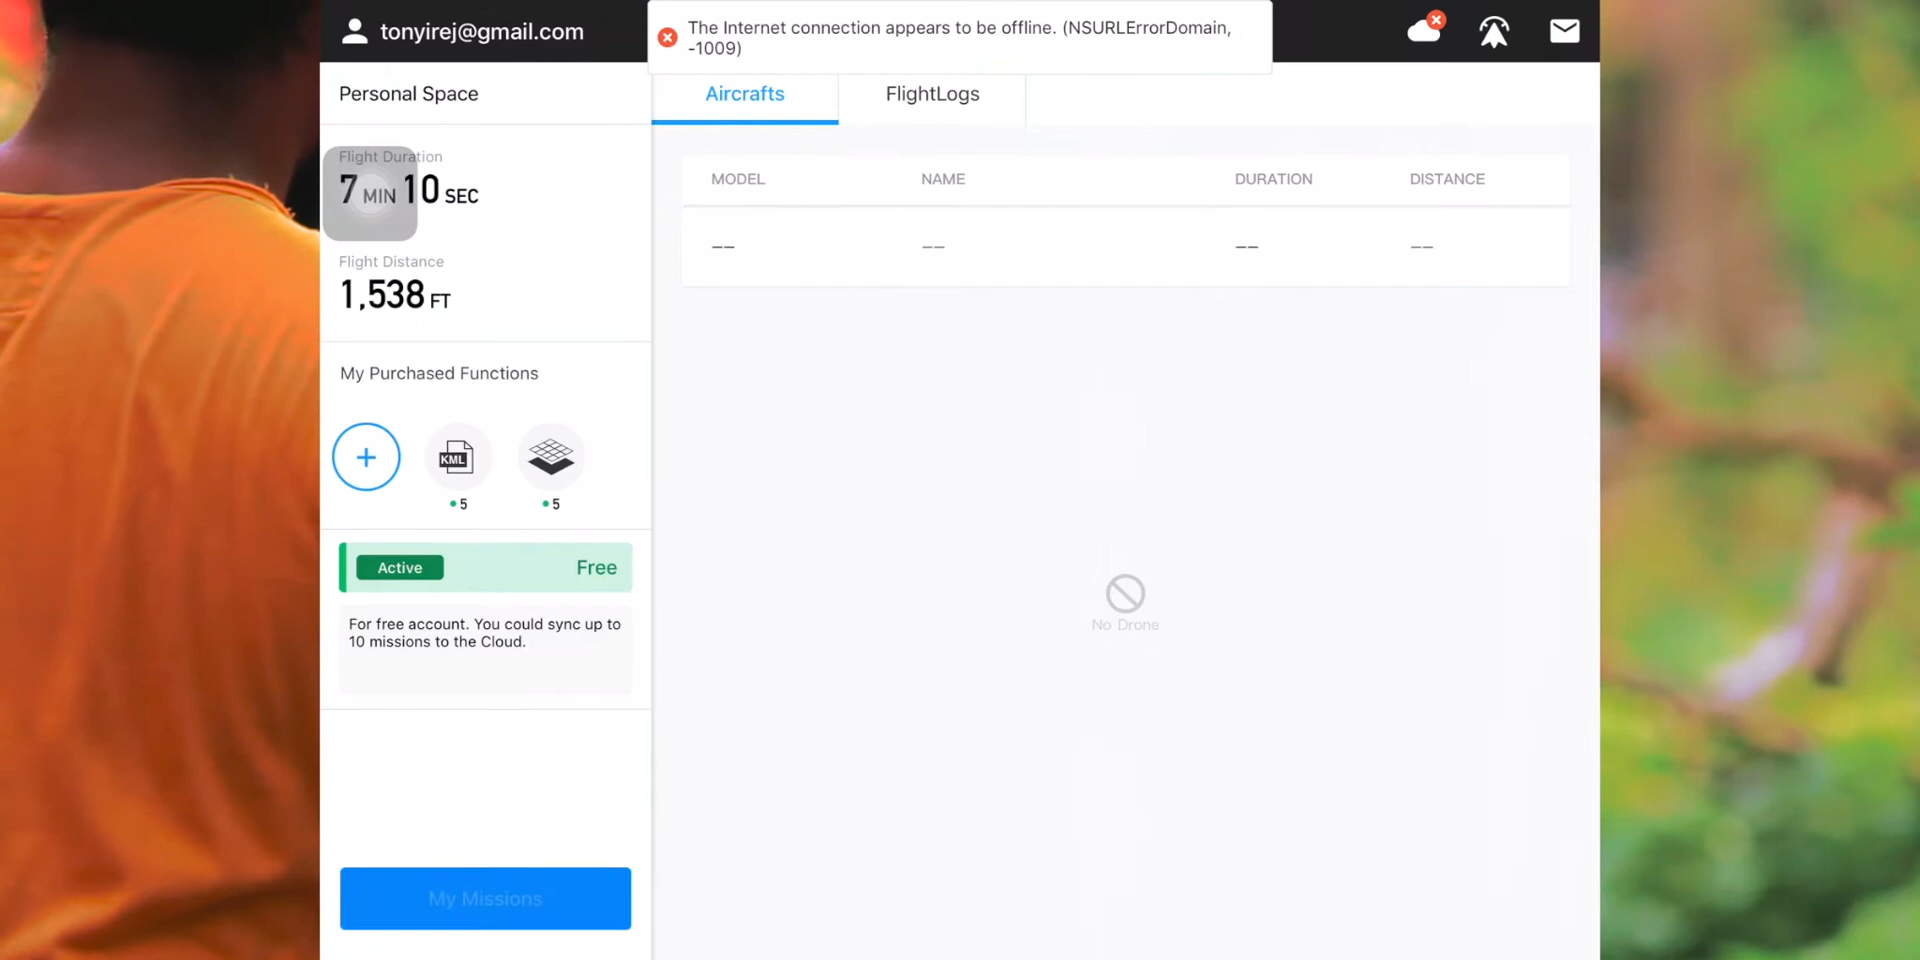 tonyirej@gmail.com
The Internet connection appears to be offline. (NSURLErrorDomain,
-1009)
Personal Space
Aircrafts
FlightLogs
Flight Duration
7 MIN 10 SEC
Flight Distance
1,538 FT
MODEL
NAME
DURATION
DISTANCE
--
--
--
--
My Purchased Functions
+
KML
5
5
Active
Free
For free account. You could sync up to
10 missions to the Cloud.
No Drone
My Missions